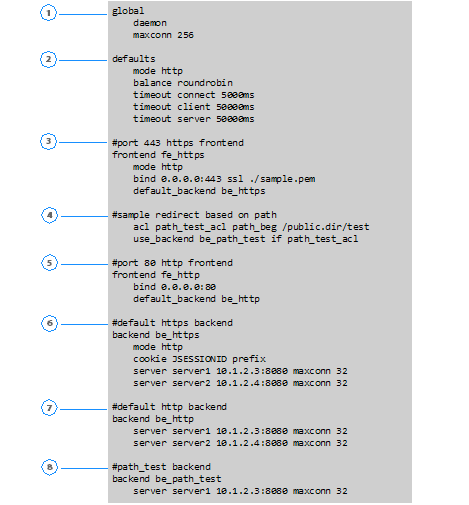 1 global
daemon
maxconn 256
2 defaults
mode http
balance roundrobin
timeout connect 5000ms
timeout client 50000ms
timeout server 50000ms
3 #port 443 https frontend
frontend fe_https
mode http
bind 0.0.0.0:443 ssl ./sample.pem
default_backend be_https
4 #sample redirect based on path
acl path_test_acl path_beg /public.dir/test
use_backend be_path_test if path_test_acl
5 #port 80 http frontend
frontend fe_http
bind 0.0.0.0:80
default_backend be_http
6 #default https backend
backend be_https
mode http
cookie JSESSIONID prefix
server server1 10.1.2.3:8080 maxconn 32
server server2 10.1.2.4:8080 maxconn 32
7 #default http backend
backend be_http
server server1 10.1.2.3:8080 maxconn 32
server server2 10.1.2.4:8080 maxconn 32
8 #path_test backend
backend be_path_test
server server1 10.1.2.3:8080 maxconn 32